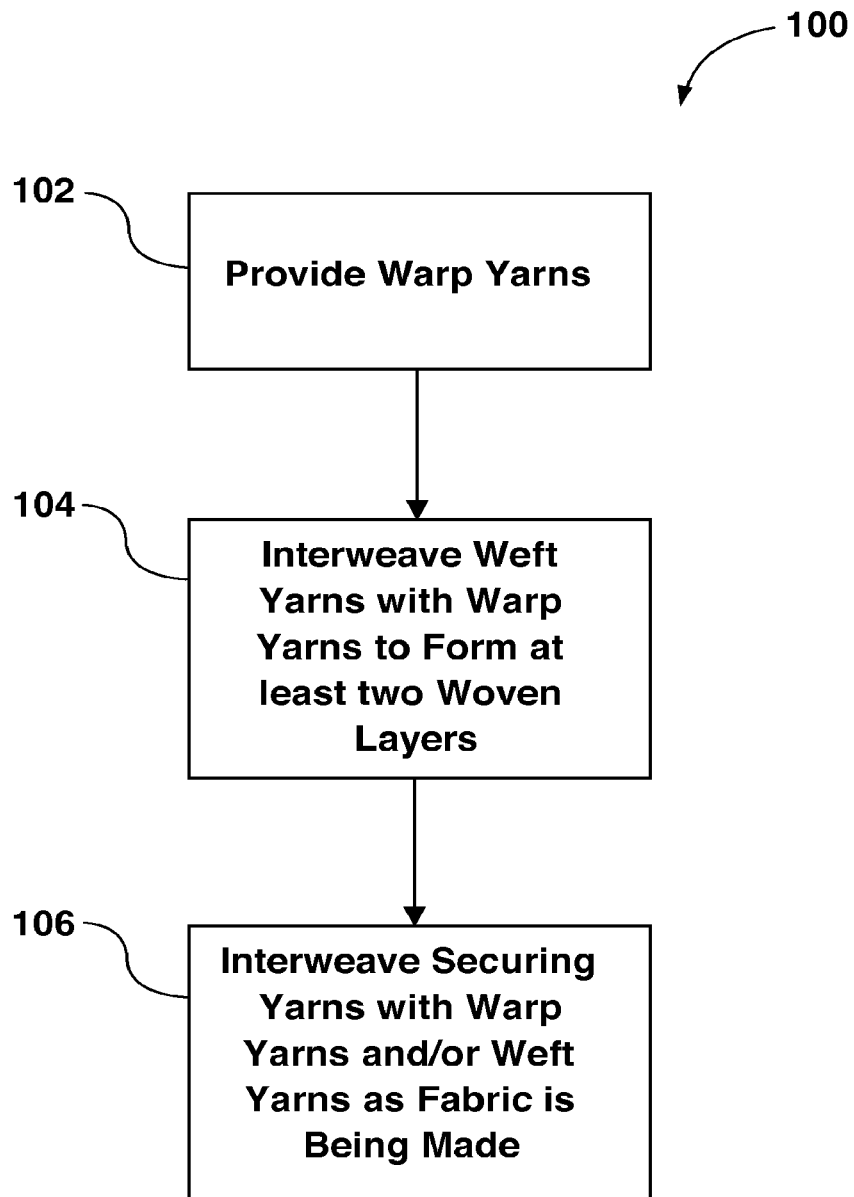 100
102
Provide Warp Yarns
104
Interweave Weft
Yarns with Warp
Yarns to Form at
least two Woven
Layers
106
Interweave Securing
Yarns with Warp
Yarns and/or Weft
Yarns as Fabric is
Being Made